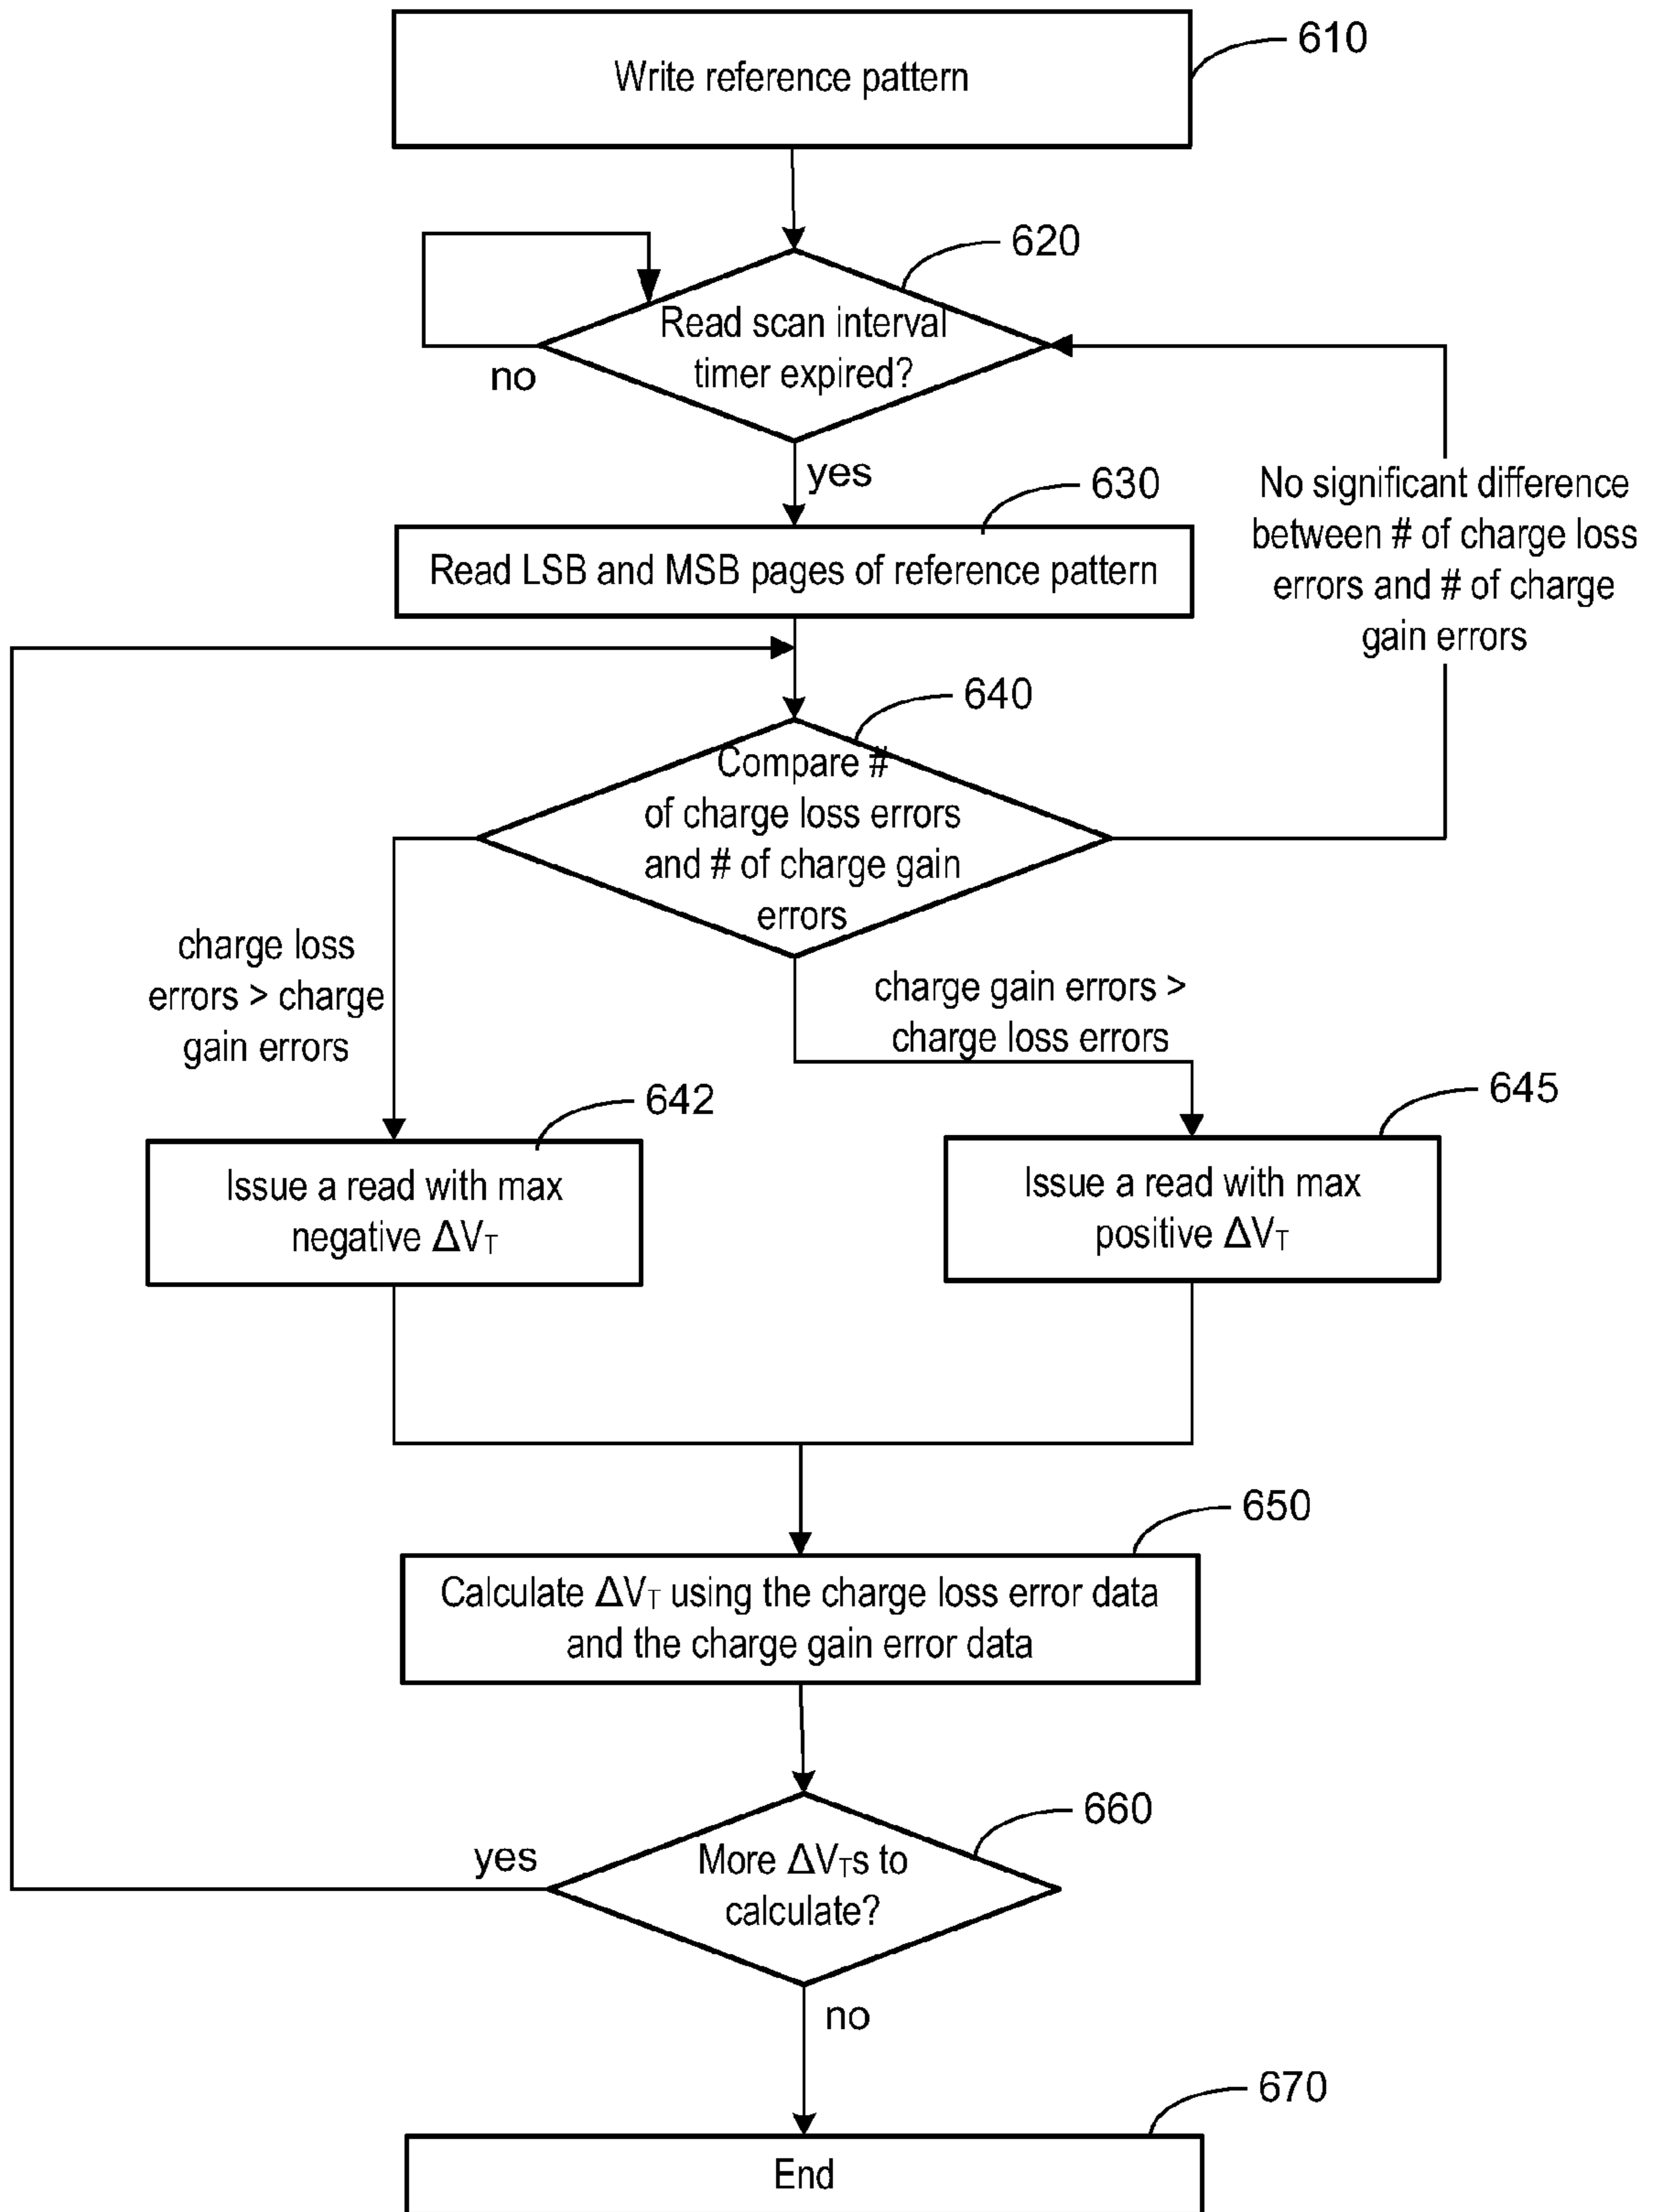 Write reference pattern
610
620
Read scan interval
timer expired?
no
yes
630
Read LSB and MSB pages of reference pattern
No significant difference
between # of charge loss
errors and # of charge
gain errors
640
Compare #
of charge loss errors
and # of charge gain
errors
charge loss
errors > charge
gain errors
charge gain errors >
charge loss errors
642
Issue a read with max
negative ΔVT
645
Issue a read with max
positive ΔVT
650
Calculate ΔVT using the charge loss error data
and the charge gain error data
660
More ΔVTs to
calculate?
yes
no
670
End